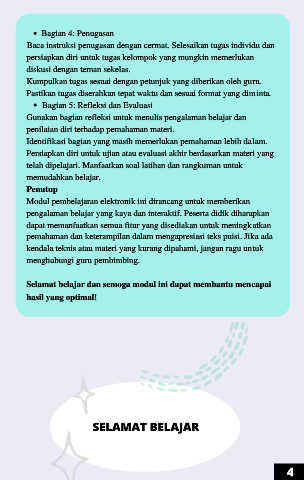 • Bagian 4: Penugasan
Baca instruksi penugasan dengan cermat. Selesaikan tugas individu dan
persiapkan diri untuk tugas kelompok yang mungkin memerlukan
diskusi dengan teman sekelas.
Kumpulkan tugas sesuai dengan petunjuk yang diberikan oleh guru.
Pastikan tugas diserahkan tepat waktu dan sesuai format yang diminta.
• Bagian 5: Refleksi dan Evaluasi
Gunakan bagian refleksi untuk menulis pengalaman belajar dan
penilaian diri terhadap pemahaman materi.
Identifikasi bagian yang masih memerlukan pemahaman lebih dalam.
Persiapkan diri untuk ujian atau evaluasi akhir berdasarkan materi yang
telah dipelajari. Manfaatkan soal latihan dan rangkuman untuk
memudahkan belajar.
Penutup
Modul pembelajaran elektronik ini dirancang untuk memberikan
pengalaman belajar yang kaya dan interaktif. Peserta didik diharapkan
dapat memanfaatkan semua fitur yang disediakan untuk meningkatkan
pemahaman dan keterampilan dalam mengapresiasi teks puisi. Jika ada
kendala teknis atau materi yang kurang dipahami, jangan ragu untuk
menghubungi guru pembimbing.
Selamat belajar dan semoga modul ini dapat membantu mencapai
hasil yang optimal!
SELAMAT BELAJAR
4